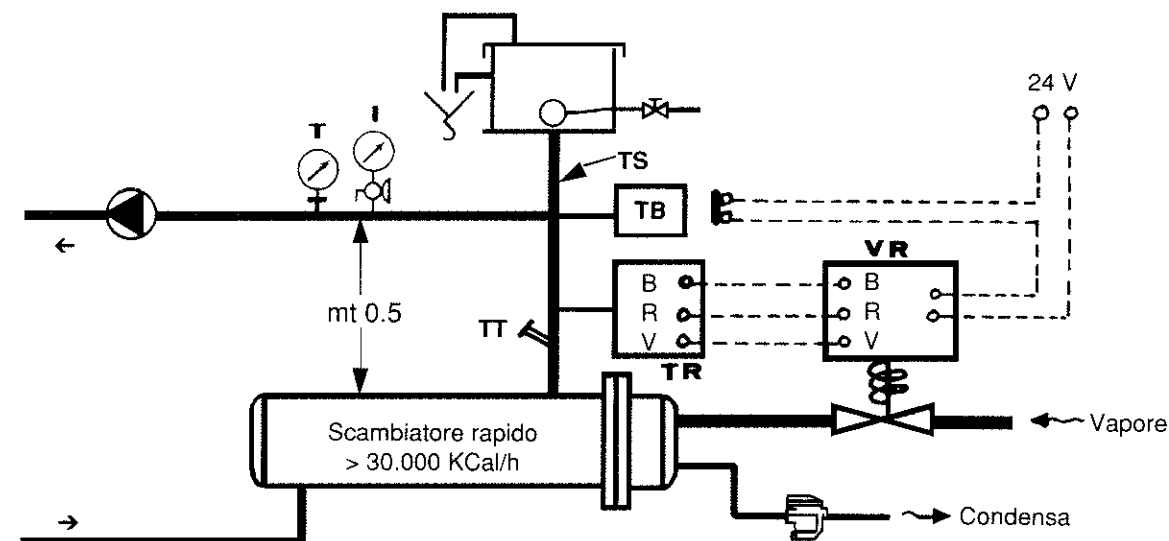 24 V
T
I
TS
TB
VR
B
R
V
B
R
V
mt 0.5
TT
TR
Scambiatore rapido
> 30.000 KCal/h
Vapore
Condensa